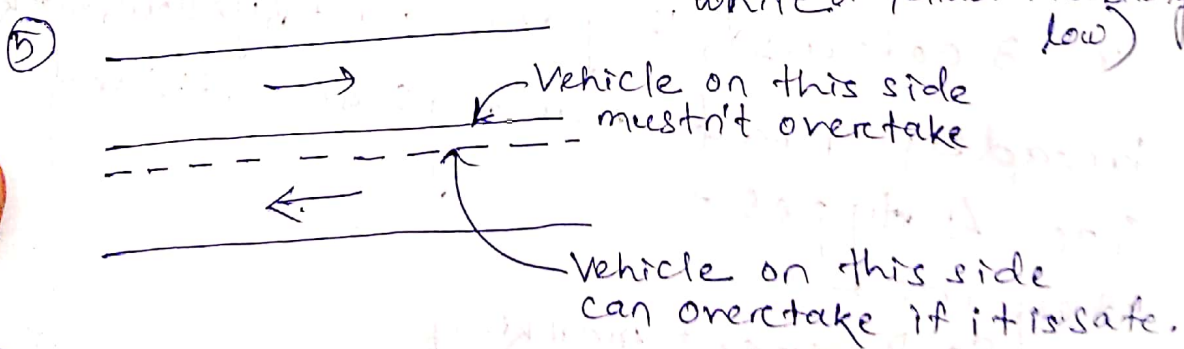 low)
5
Vehicle on this side
mustn't overtake
Vehicle on this side
can overtake if it is safe.